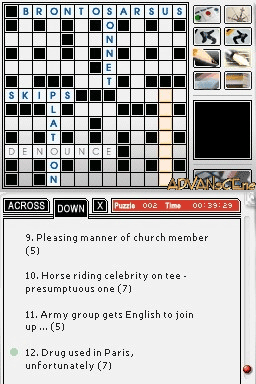 BRONTOSARSUS
SONNETS
SKIPS
PLATOON
DENOUNCE
ADVANsCEne
ACROSS DOWN X Puzzle 002 Time 00:39:29
9. Pleasing manner of church member
(5)
10. Horse riding celebrity on tee -
presumptuous one (7)
11. Army group gets English to join
up ... (5)
12. Drug used in Paris,
unfortunately (7)